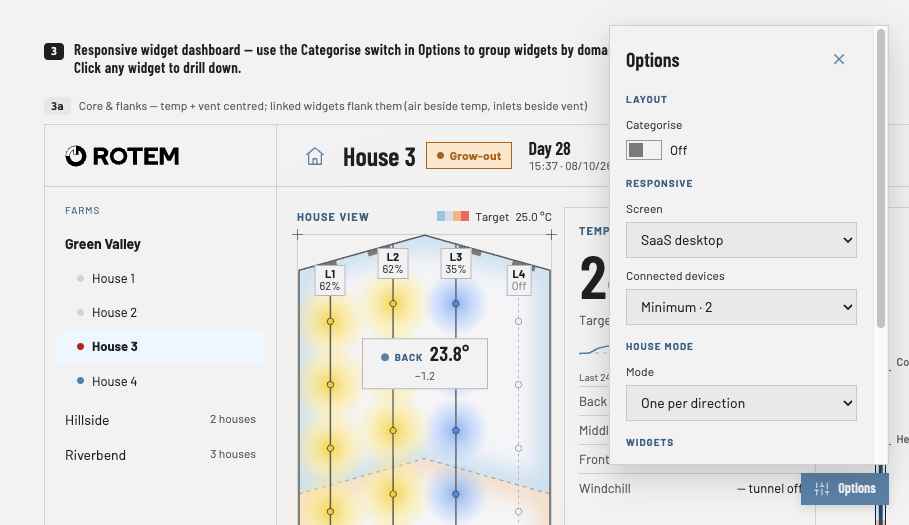 3 Responsive widget dashboard — use the Categorise switch in Options to group widgets by doma
Click any widget to drill down.
3a Core & flanks — temp + vent centred; linked widgets flank them (air beside temp, inlets beside vent)
ROTEM
House 3
Grow-out
Day 28
15:37 · 08/10/26
FARMS
Green Valley
House 1
House 2
House 3
House 4
Hillside 2 houses
Riverbend 3 houses
HOUSE VIEW
Target 25.0 °C
L1
62%
L2
62%
L3
35%
L4
Off
BACK 23.8°
−1.2
TEMP
2
Targe
Last 24
Back
Middl
Front
Windchill — tunnel off
Options
LAYOUT
Categorise
Off
RESPONSIVE
Screen
SaaS desktop
Connected devices
Minimum · 2
HOUSE MODE
Mode
One per direction
WIDGETS
Co
He
Options